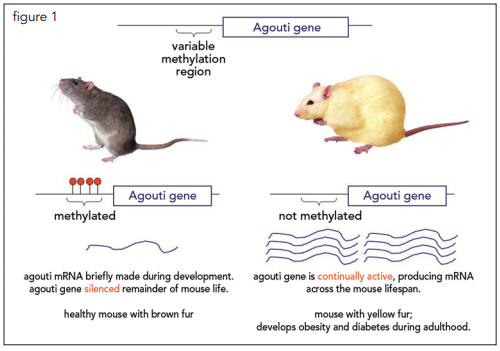 figure 1
Agouti gene
variable
methylation
region
Agouti gene
methylated
Agouti gene
not methylated
agouti mRNA briefly made during development.
agouti gene silenced remainder of mouse life.
healthy mouse with brown fur
agouti gene is continually active, producing mRNA
across the mouse lifespan.
mouse with yellow fur;
develops obesity and diabetes during adulthood.